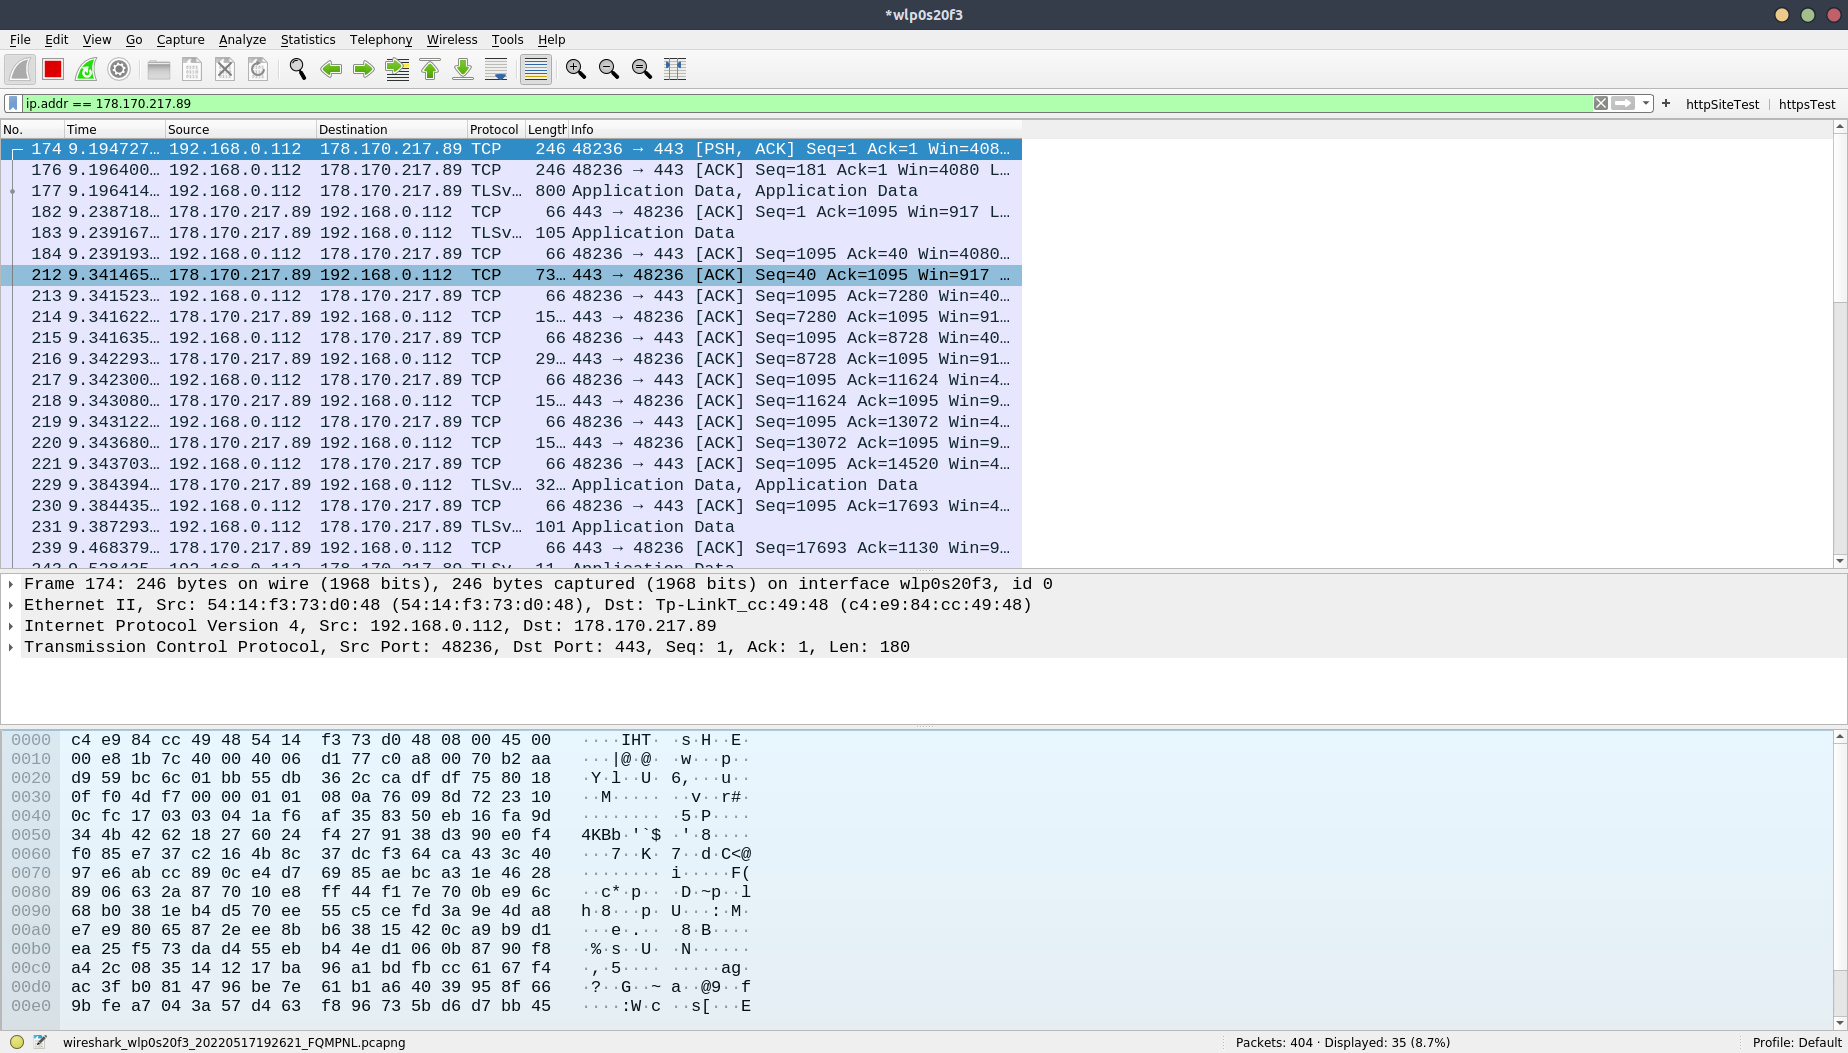 *wlp0s20f3
File Edit View Go Capture Analyze Statistics Telephony Wireless Tools Help
ip.addr == 178.170.217.89 + httpSiteTest | httpsTest
No. Time Source Destination Protocol Length Info
174 9.194727… 192.168.0.112 178.170.217.89 TCP 246 48236 → 443 [PSH, ACK] Seq=1 Ack=1 Win=408…
176 9.196400… 192.168.0.112 178.170.217.89 TCP 246 48236 → 443 [ACK] Seq=181 Ack=1 Win=4080 L…
177 9.196414… 192.168.0.112 178.170.217.89 TLSv… 800 Application Data, Application Data
182 9.238718… 178.170.217.89 192.168.0.112 TCP 66 443 → 48236 [ACK] Seq=1 Ack=1095 Win=917 L…
183 9.239167… 178.170.217.89 192.168.0.112 TLSv… 105 Application Data
184 9.239193… 192.168.0.112 178.170.217.89 TCP 66 48236 → 443 [ACK] Seq=1095 Ack=40 Win=4080…
212 9.341465… 178.170.217.89 192.168.0.112 TCP 73… 443 → 48236 [ACK] Seq=40 Ack=1095 Win=917 …
213 9.341523… 192.168.0.112 178.170.217.89 TCP 66 48236 → 443 [ACK] Seq=1095 Ack=7280 Win=40…
214 9.341622… 178.170.217.89 192.168.0.112 TCP 15… 443 → 48236 [ACK] Seq=7280 Ack=1095 Win=91…
215 9.341635… 192.168.0.112 178.170.217.89 TCP 66 48236 → 443 [ACK] Seq=1095 Ack=8728 Win=40…
216 9.342293… 178.170.217.89 192.168.0.112 TCP 29… 443 → 48236 [ACK] Seq=8728 Ack=1095 Win=91…
217 9.342300… 192.168.0.112 178.170.217.89 TCP 66 48236 → 443 [ACK] Seq=1095 Ack=11624 Win=4…
218 9.343080… 178.170.217.89 192.168.0.112 TCP 15… 443 → 48236 [ACK] Seq=11624 Ack=1095 Win=9…
219 9.343122… 192.168.0.112 178.170.217.89 TCP 66 48236 → 443 [ACK] Seq=1095 Ack=13072 Win=4…
220 9.343680… 178.170.217.89 192.168.0.112 TCP 15… 443 → 48236 [ACK] Seq=13072 Ack=1095 Win=9…
221 9.343703… 192.168.0.112 178.170.217.89 TCP 66 48236 → 443 [ACK] Seq=1095 Ack=14520 Win=4…
229 9.384394… 178.170.217.89 192.168.0.112 TLSv… 32… Application Data, Application Data
230 9.384435… 192.168.0.112 178.170.217.89 TCP 66 48236 → 443 [ACK] Seq=1095 Ack=17693 Win=4…
231 9.387293… 192.168.0.112 178.170.217.89 TLSv… 101 Application Data
239 9.468379… 178.170.217.89 192.168.0.112 TCP 66 443 → 48236 [ACK] Seq=17693 Ack=1130 Win=9…
Frame 174: 246 bytes on wire (1968 bits), 246 bytes captured (1968 bits) on interface wlp0s20f3, id 0
Ethernet II, Src: 54:14:f3:73:d0:48 (54:14:f3:73:d0:48), Dst: Tp-LinkT_cc:49:48 (c4:e9:84:cc:49:48)
Internet Protocol Version 4, Src: 192.168.0.112, Dst: 178.170.217.89
Transmission Control Protocol, Src Port: 48236, Dst Port: 443, Seq: 1, Ack: 1, Len: 180
0000 c4 e9 84 cc 49 48 54 14 f3 73 d0 48 08 00 45 00 ····IHT· ·s·H··E·
0010 00 e8 1b 7c 40 00 40 06 d1 77 c0 a8 00 70 b2 aa ···|@·@· ·w···p··
0020 d9 59 bc 6c 01 bb 55 db 36 2c ca df df 75 80 18 ·Y·l··U· 6,···u··
0030 0f f0 4d f7 00 00 01 01 08 0a 76 09 8d 72 23 10 ··M····· ··v··r#·
0040 0c fc 17 03 03 04 1a f6 af 35 83 50 eb 16 fa 9d ········ ·5·P····
0050 34 4b 42 62 18 27 60 24 f4 27 91 38 d3 90 e0 f4 4KBb·'`$ ·'·8····
0060 f0 85 e7 37 c2 16 4b 8c 37 dc f3 64 ca 43 3c 40 ···7··K· 7··d·C<@
0070 97 e6 ab cc 89 0c e4 d7 69 85 ae bc a3 1e 46 28 ········ i·····F(
0080 89 06 63 2a 87 70 10 e8 ff 44 f1 7e 70 0b e9 6c ··c*·p·· ·D·~p··l
0090 68 b0 38 1e b4 d5 70 ee 55 c5 ce fd 3a 9e 4d a8 h·8···p· U···:·M·
00a0 e7 e9 80 65 87 2e ee 8b b6 38 15 42 0c a9 b9 d1 ···e·.·· ·8·B····
00b0 ea 25 f5 73 da d4 55 eb b4 4e d1 06 0b 87 90 f8 ·%·s··U· ·N······
00c0 a4 2c 08 35 14 12 17 ba 96 a1 bd fb cc 61 67 f4 ·,·5···· ·····ag·
00d0 ac 3f b0 81 47 96 be 7e 61 b1 a6 40 39 95 8f 66 ·?··G··~ a··@9··f
00e0 9b fe a7 04 3a 57 d4 63 f8 96 73 5b d6 d7 bb 45 ····:W·c ··s[···E
wireshark_wlp0s20f3_20220517192621_FQMPNL.pcapng Packets: 404 · Displayed: 35 (8.7%) Profile: Default